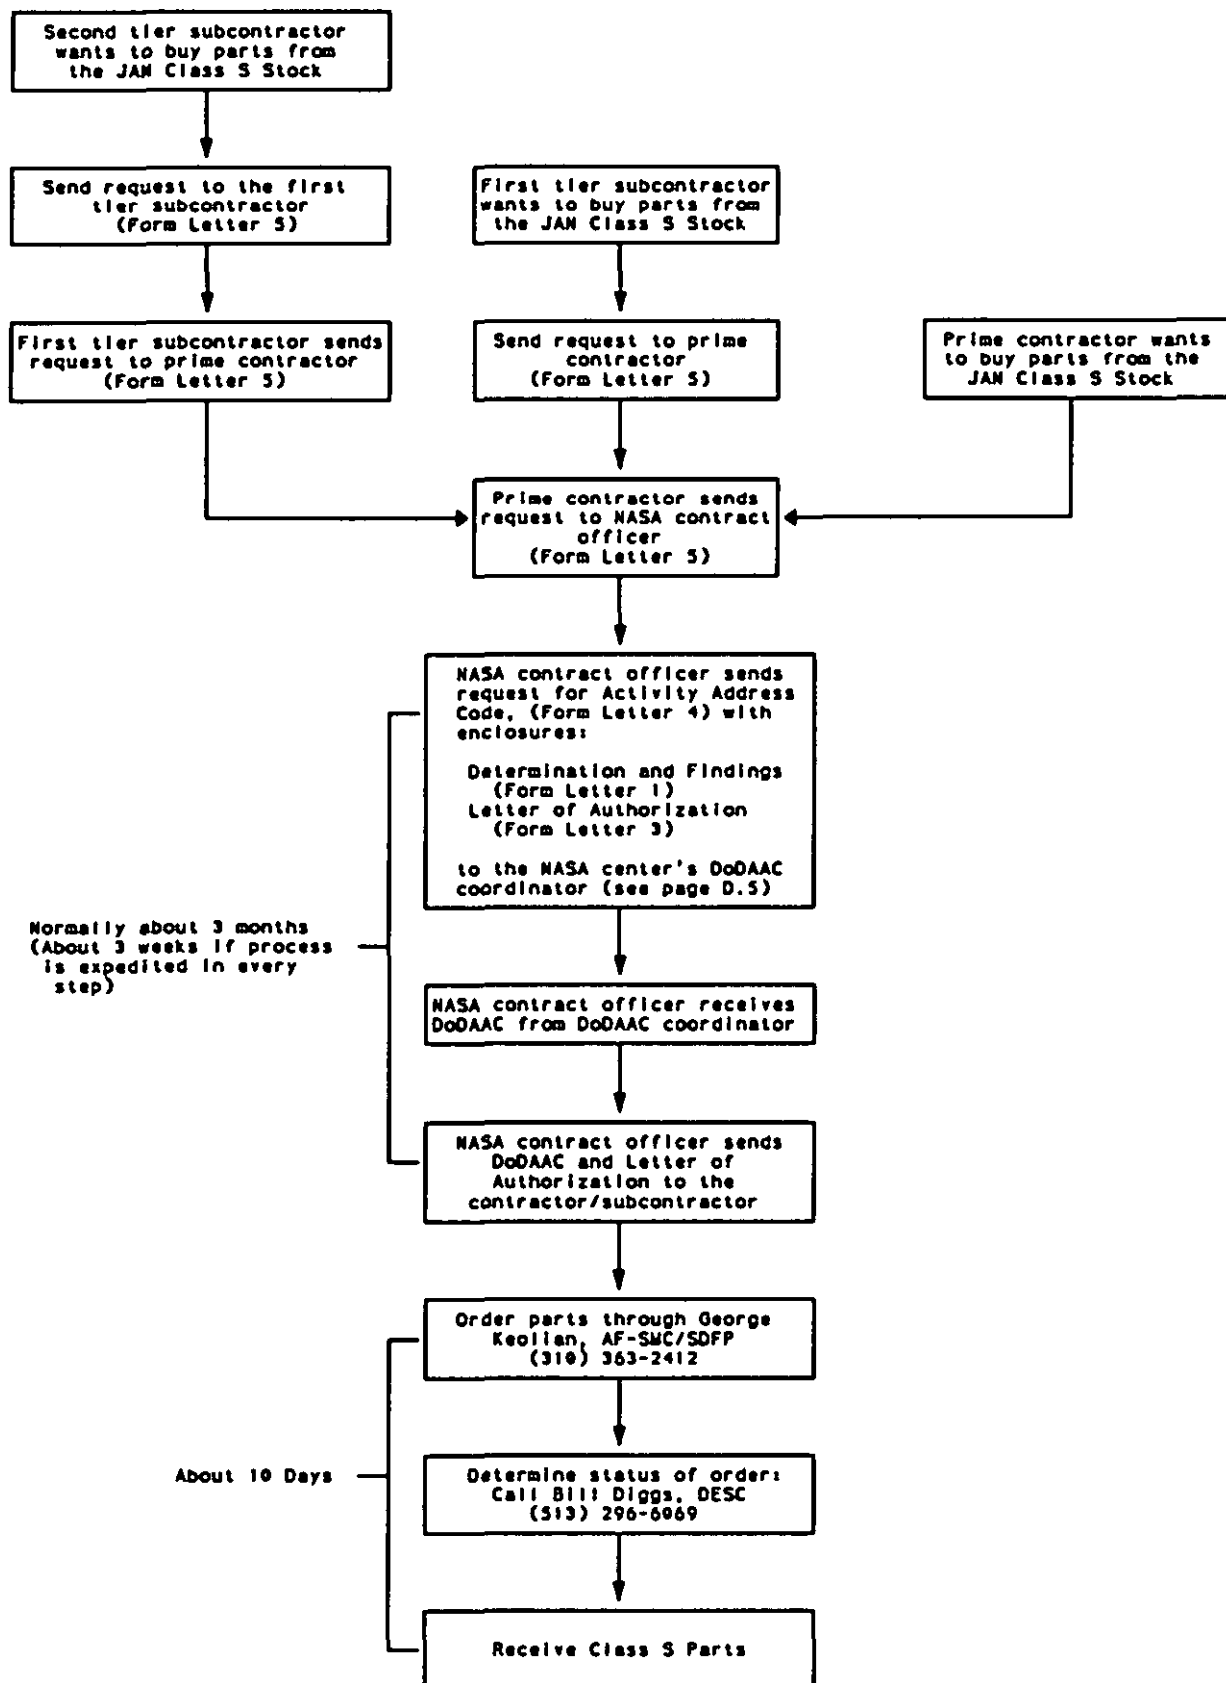 Second tier subcontractor
wants to buy parts from
the JAN Class S Stock
Send request to the first
tier subcontractor
(Form Letter 5)
First tier subcontractor
wants to buy parts from
the JAN Class S Stock
First tier subcontractor sends
request to prime contractor
(Form Letter 5)
Send request to prime
contractor
(Form Letter 5)
Prime contractor wants
to buy parts from the
JAN Class S Stock
Prime contractor sends
request to NASA contract
officer
(Form Letter 5)
NASA contract officer sends
request for Activity Address
Code, (Form Letter 4) with
enclosures:
Determination and Findings
(Form Letter 1)
Letter of Authorization
(Form Letter 3)
to the NASA center's DoDAAC
coordinator (see page D.5)
Normally about 3 months
(About 3 weeks if process
is expedited in every
step)
NASA contract officer receives
DoDAAC from DoDAAC coordinator
NASA contract officer sends
DoDAAC and Letter of
Authorization to the
contractor/subcontractor
Order parts through George
Keolian, AF-SMC/SDFP
(310) 363-2412
About 10 Days
Determine status of order:
Call Bill Diggs, DESC
(513) 296-6069
Receive Class S Parts